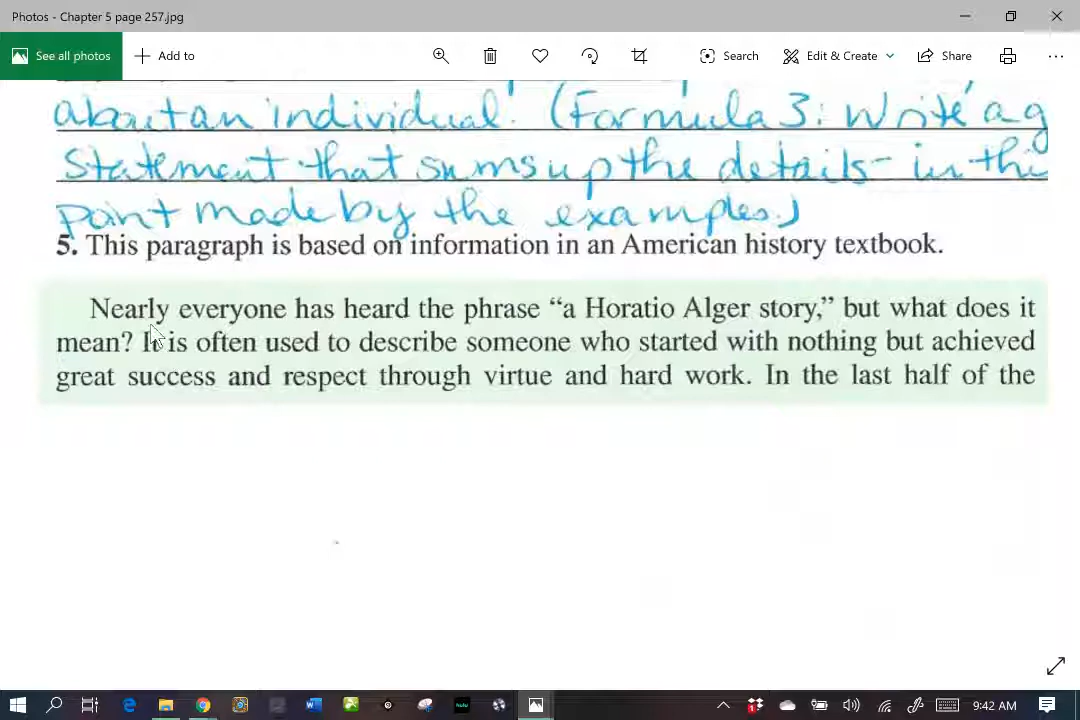 Photos - Chapter 5 page 257.jpg
See all photos
Add to
Search
Edit & Create
Share
about an individual. (Formula 3: Write a g
Statement that sums up the details - in thi
point made by the examples.)
5. This paragraph is based on information in an American history textbook.
Nearly everyone has heard the phrase “a Horatio Alger story,” but what does it
mean? It is often used to describe someone who started with nothing but achieved
great success and respect through virtue and hard work. In the last half of the
hulu
1
9:42 AM